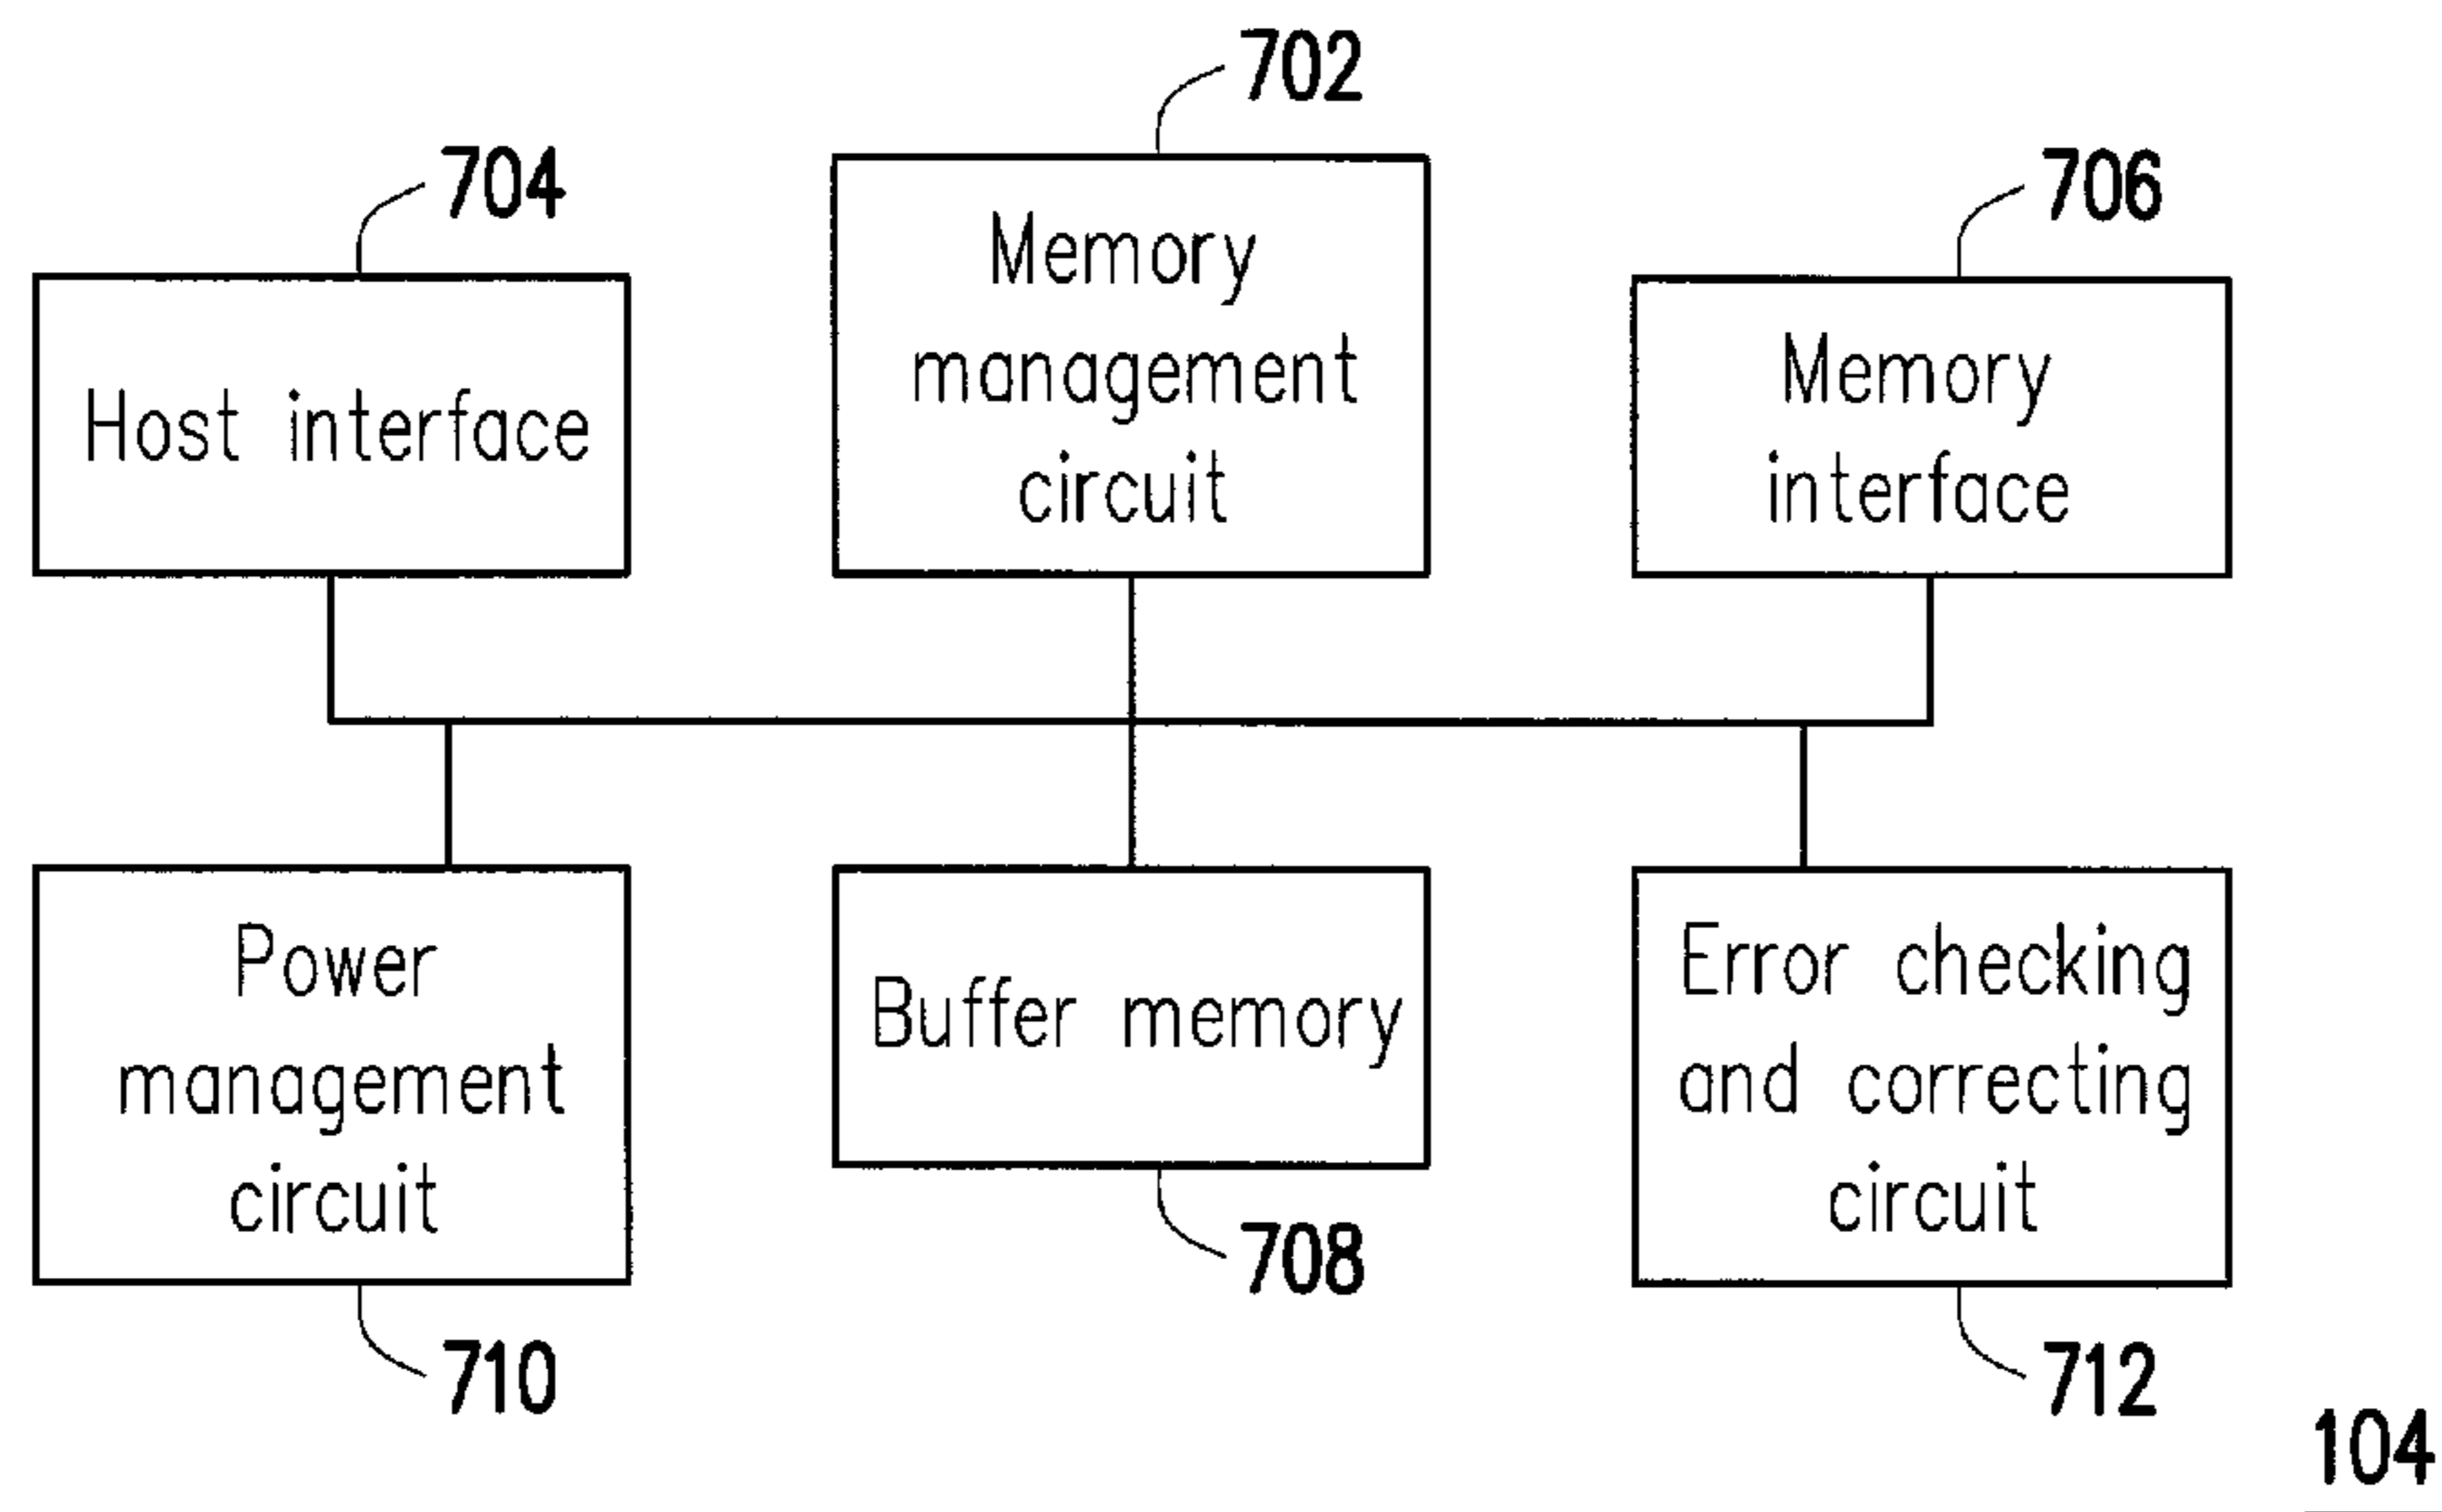 702
704
706
Memory
management
circuit
Host interface
Memory
interface
Power
management
circuit
Buffer memory
Error checking
and correcting
circuit
708
710
712
104